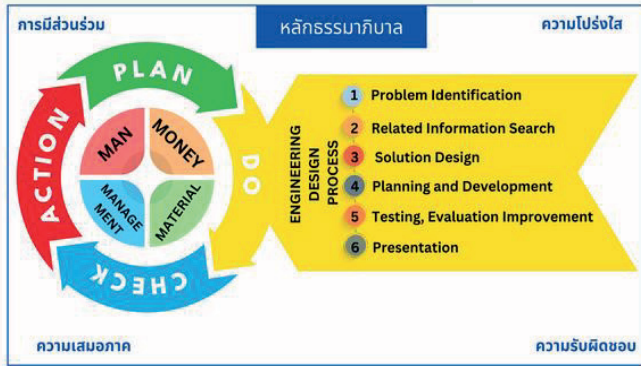 การมีส่วนร่วม
หลักธรรมาภิบาล
ความโปร่งใส
PLAN
DO
CHECK
ACTION
MAN
MONEY
MANAGE
MENT
MATERIAL
ENGINEERING
DESIGN
PROCESS
1 Problem Identification
2 Related Information Search
3 Solution Design
4 Planning and Development
5 Testing, Evaluation Improvement
6 Presentation
ความเสมอภาค
ความรับผิดชอบ